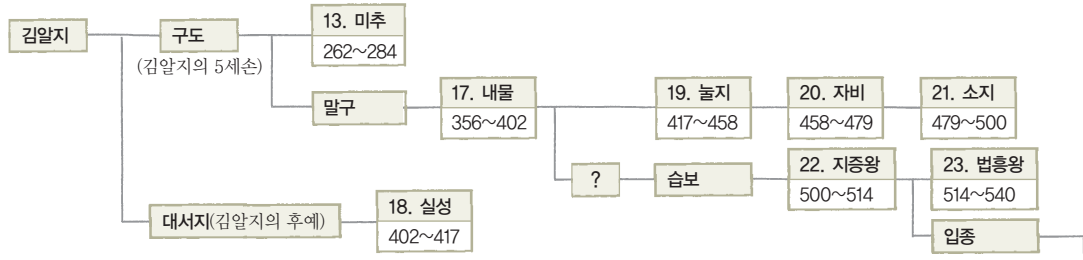 김알지
구도
(김알지의 5세손)
13. 미추
262~284
말구
17. 내물
356~402
19. 눌지
417~458
20. 자비
458~479
21. 소지
479~500
?
습보
22. 지증왕
500~514
23. 법흥왕
514~540
입종
대서지(김알지의 후예)
18. 실성
402~417